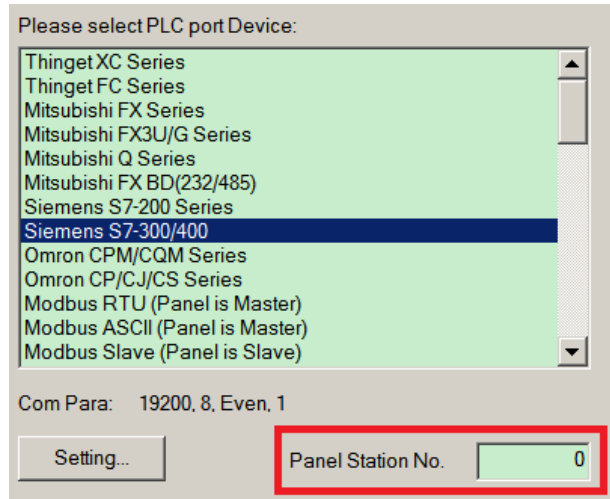 Please select PLC port Device:
Thinget XC Series
Thinget FC Series
Mitsubishi FX Series
Mitsubishi FX3U/G Series
Mitsubishi Q Series
Mitsubishi FX BD(232/485)
Siemens S7-200 Series
Siemens S7-300/400
Omron CPM/CQM Series
Omron CP/CJ/CS Series
Modbus RTU (Panel is Master)
Modbus ASCII (Panel is Master)
Modbus Slave (Panel is Slave)
Com Para: 19200, 8, Even, 1
Setting... Panel Station No. 0